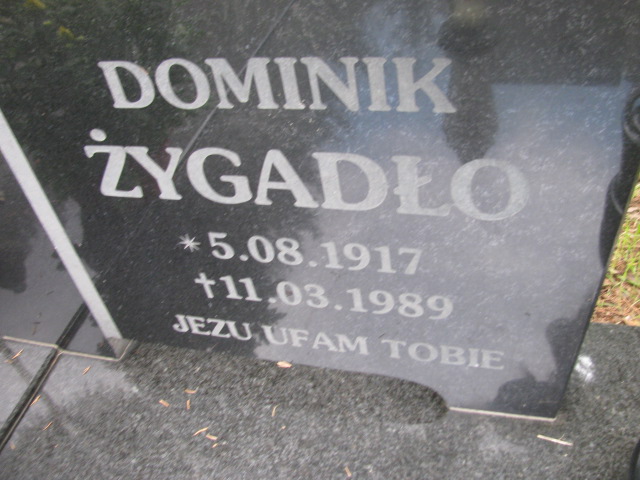 DOMINIK
ŻYGADŁO
*5.08.1917
†11.03.1989
JEZU UFAM TOBIE